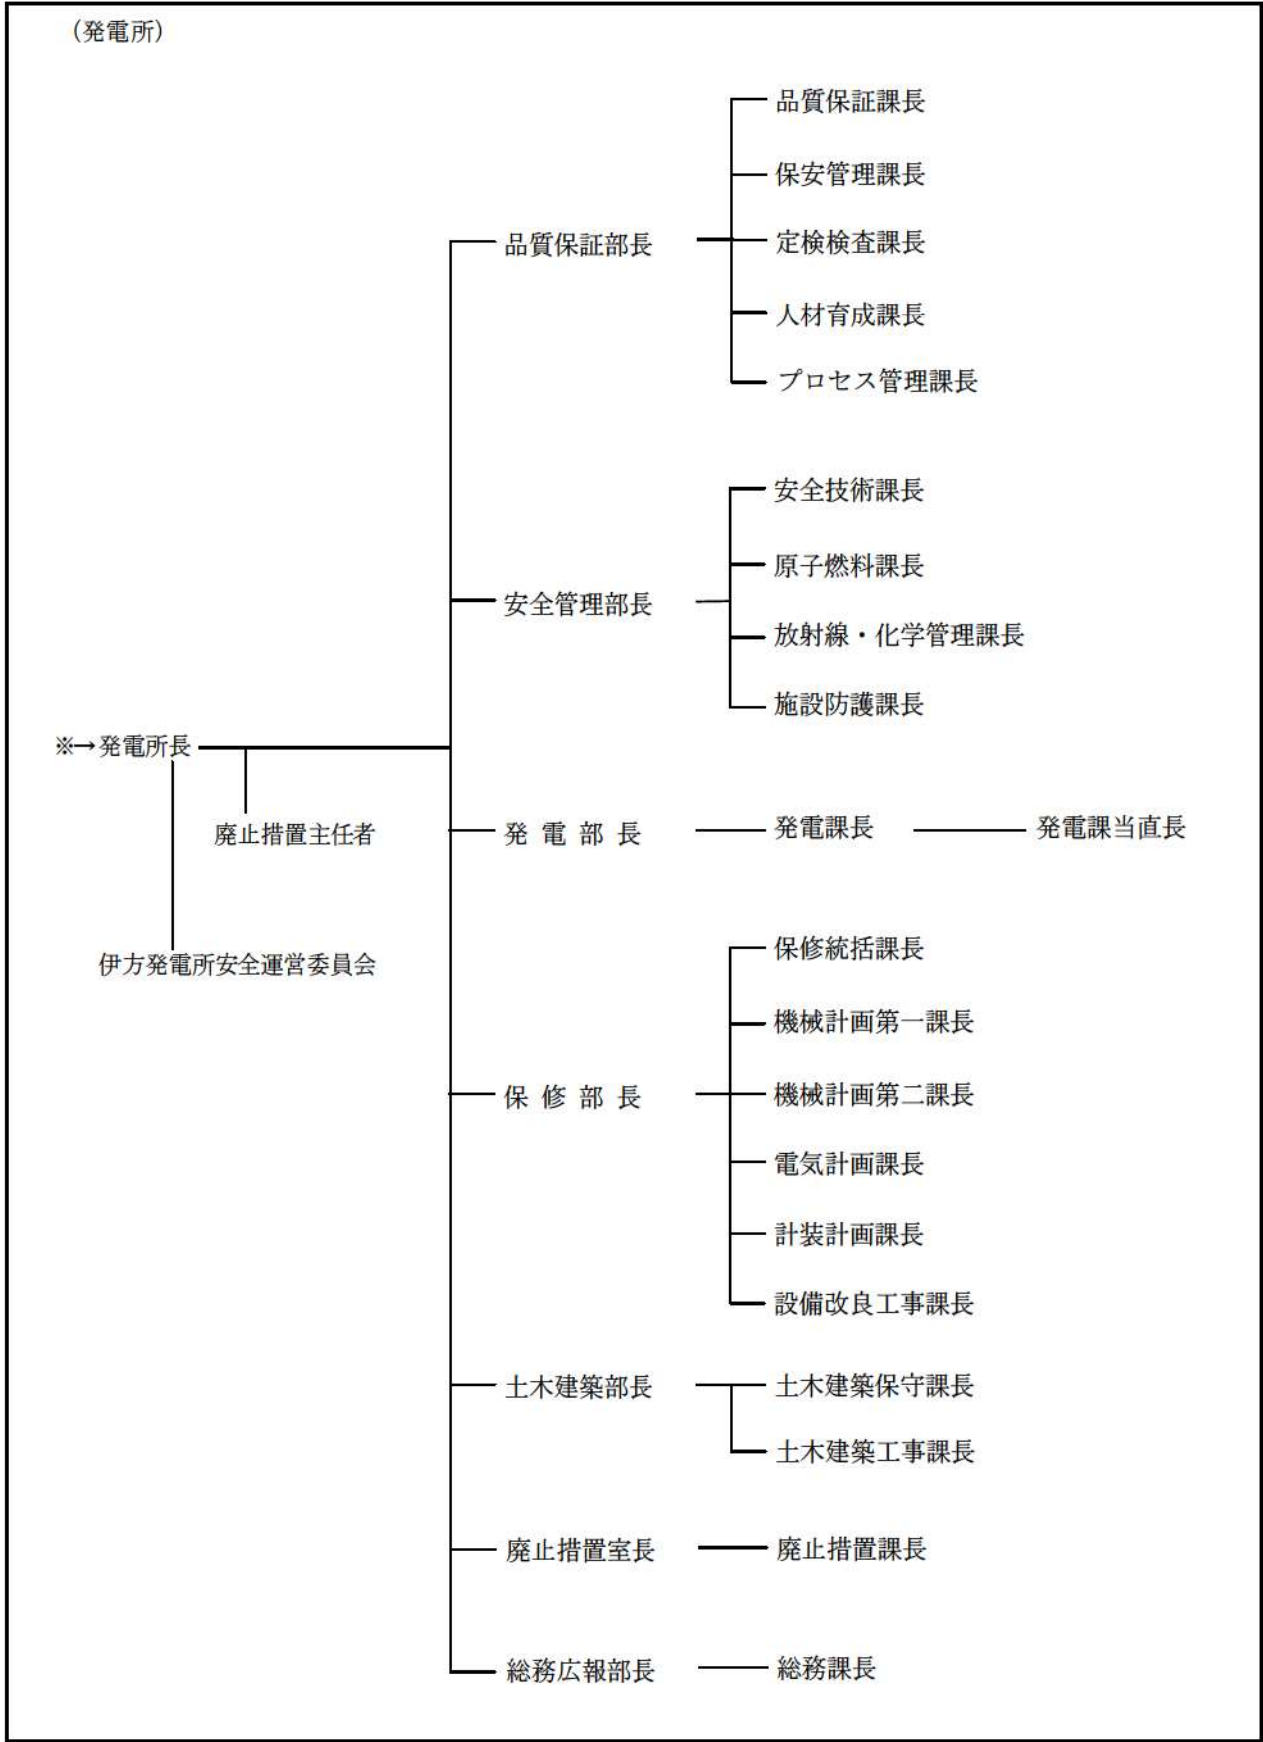 （発電所）
品質保証課長
保安管理課長
品質保証部長
定検検査課長
人材育成課長
プロセス管理課長
安全技術課長
原子燃料課長
安全管理部長
放射線・化学管理課長
施設防護課長
※→発電所長
廃止措置主任者
伊方発電所安全運営委員会
発電部長
発電課長
発電課当直長
保修統括課長
機械計画第一課長
保修部長
機械計画第二課長
電気計画課長
計装計画課長
設備改良工事課長
土木建築部長
土木建築保守課長
土木建築工事課長
廃止措置室長
廃止措置課長
総務広報部長
総務課長